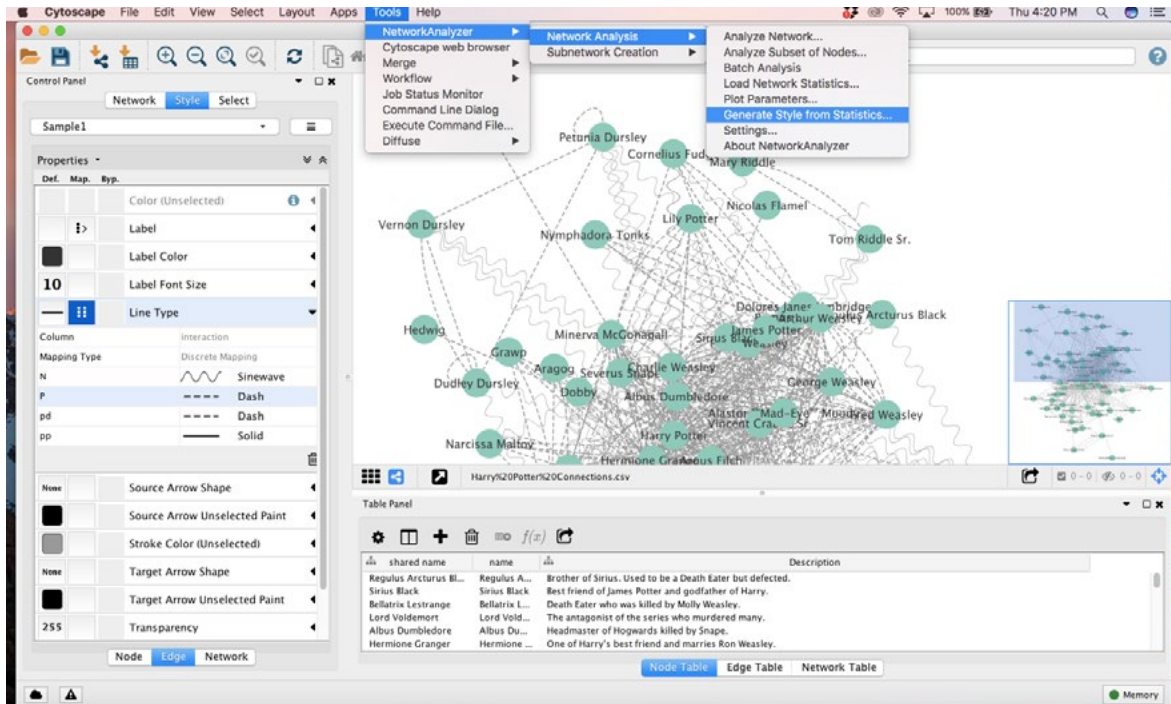 Cytoscape File Edit View Select Layout Apps Tools Help 100% Thu 4:20 PM
NetworkAnalyzer
Cytoscape web browser
Merge
Workflow
Job Status Monitor
Command Line Dialog
Execute Command File...
Diffuse
Network Analysis
Subnetwork Creation
Analyze Network...
Analyze Subset of Nodes...
Batch Analysis
Load Network Statistics...
Plot Parameters...
Generate Style from Statistics...
Settings...
About NetworkAnalyzer
Control Panel
Network Style Select
Sample1
Properties
Def. Map. Byp.
Color (Unselected)
Label
Label Color
10 Label Font Size
Line Type
Column interaction
Mapping Type Discrete Mapping
N Sinewave
P Dash
pd Dash
pp Solid
None Source Arrow Shape
Source Arrow Unselected Paint
Stroke Color (Unselected)
None Target Arrow Shape
Target Arrow Unselected Paint
255 Transparency
Node Edge Network
Petunia Dursley
Cornelius Fud
Mary Riddle
Nicolas Flamel
Vernon Dursley
Lily Potter
Nymphadora Tonks
Tom Riddle Sr.
Arcturus Black
Hedwig
Minerva McGonagall
James Potter
Grawp
Aragog
Severus Snape
Charlie Weasley
Dudley Dursley
Dobby
Albus Dumbledore
George Weasley
Alastor "Mad-Eye"
Harry Potter
Narcissa Malfoy
Harry%20Potter%20Connections.csv
0 - 0 0 - 0
Table Panel
f(x)
shared name name Description
Regulus Arcturus Bl... Regulus A... Brother of Sirius. Used to be a Death Eater but defected.
Sirius Black Sirius Black Best friend of James Potter and godfather of Harry.
Bellatrix Lestrange Bellatrix L... Death Eater who was killed by Molly Weasley.
Lord Voldemort Lord Vold... The antagonist of the series who murdered many.
Albus Dumbledore Albus Du... Headmaster of Hogwards killed by Snape.
Hermione Granger Hermione ... One of Harry's best friend and marries Ron Weasley.
Node Table Edge Table Network Table
Memory